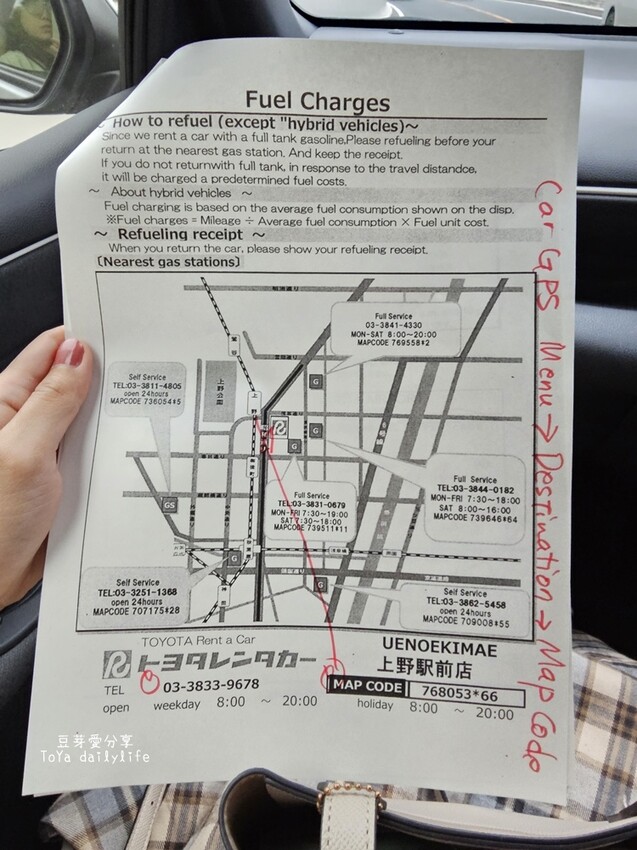 Fuel Charges
How to refuel (except "hybrid vehicles)～
Since we rent a car with a full tank gasoline,Please refueling before your
return at the nearest gas station. And keep the receipt.
If you do not returnwith full tank, in response to the travel distandce,
it will be charged a predetermined fuel costs.
～ About hybrid vehicles ～
Fuel charging is based on the average fuel consumption shown on the disp.
※Fuel charges = Mileage ÷ Average fuel consumption × Fuel unit cost.
～ Refueling receipt ～
When you return the car, please show your refueling receipt.
[Nearest gas stations]
Full Service
03-3841-4330
MON-SAT 8:00～20:00
MAPCODE 769558*2
Self Service
TEL:03-3811-4805
open 24hours
MAPCODE 736054*5
上野公園
上野
G
G
G
GS
G
G
Full Service
TEL:03-3831-0679
MON-FRI 7:30～19:00
SAT 7:30～18:00
MAPCODE 739511*11
Full Service
TEL:03-3844-0182
MON-FRI 7:30～18:00
SAT 8:00～16:00
MAPCODE 739646*64
Self Service
TEL:03-3251-1368
open 24hours
MAPCODE 707175*28
Self Service
TEL:03-3862-5458
open 24hours
MAPCODE 709008*55
TOYOTA Rent a Car
トヨタレンタカー
UENOEKIMAE
上野駅前店
TEL 03-3833-9678
MAP CODE 768053*66
open weekday 8:00 ～ 20:00 holiday 8:00 ～ 20:00
Car GPS Menu → Destination → Map Code
豆芽愛分享
ToYa dailylife